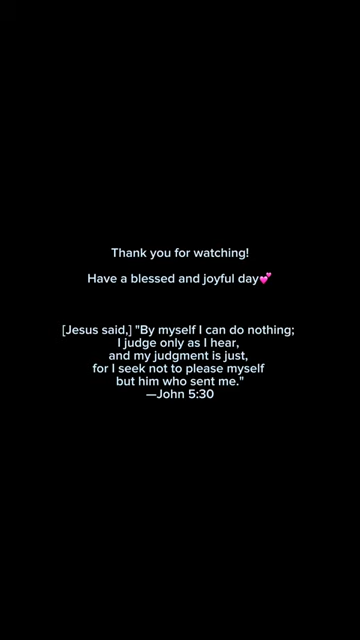 Thank you for watching!
Have a blessed and joyful day💕
[Jesus said,] "By myself I can do nothing;
I judge only as I hear,
and my judgment is just,
for I seek not to please myself
but him who sent me."
—John 5:30